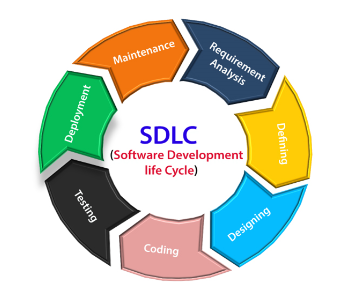 SDLC
(Software Development
life Cycle)
Requirement
Analysis
Defining
Designing
Coding
Testing
Deployment
Maintenance